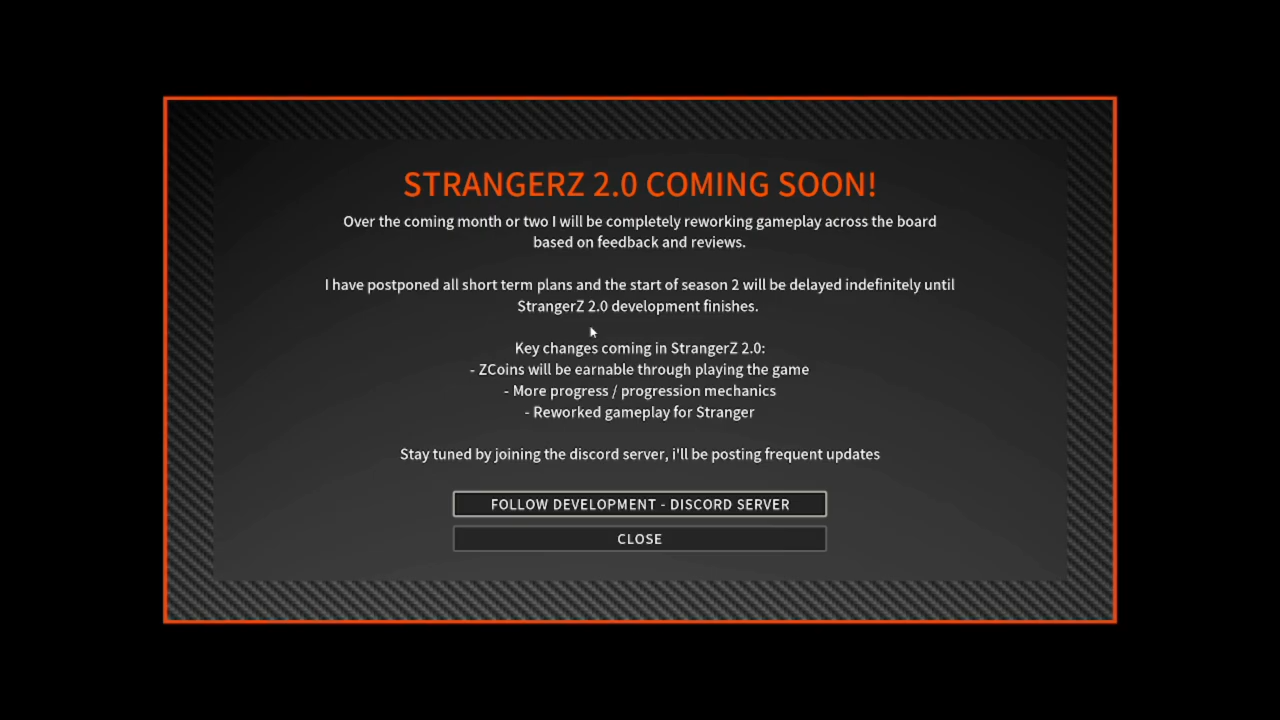 STRANGERZ 2.0 COMING SOON!
Over the coming month or two I will be completely reworking gameplay across the board
based on feedback and reviews.
I have postponed all short term plans and the start of season 2 will be delayed indefinitely until
StrangerZ 2.0 development finishes.
Key changes coming in StrangerZ 2.0:
- ZCoins will be earnable through playing the game
- More progress / progression mechanics
- Reworked gameplay for Stranger
Stay tuned by joining the discord server, i'll be posting frequent updates
FOLLOW DEVELOPMENT - DISCORD SERVER
CLOSE